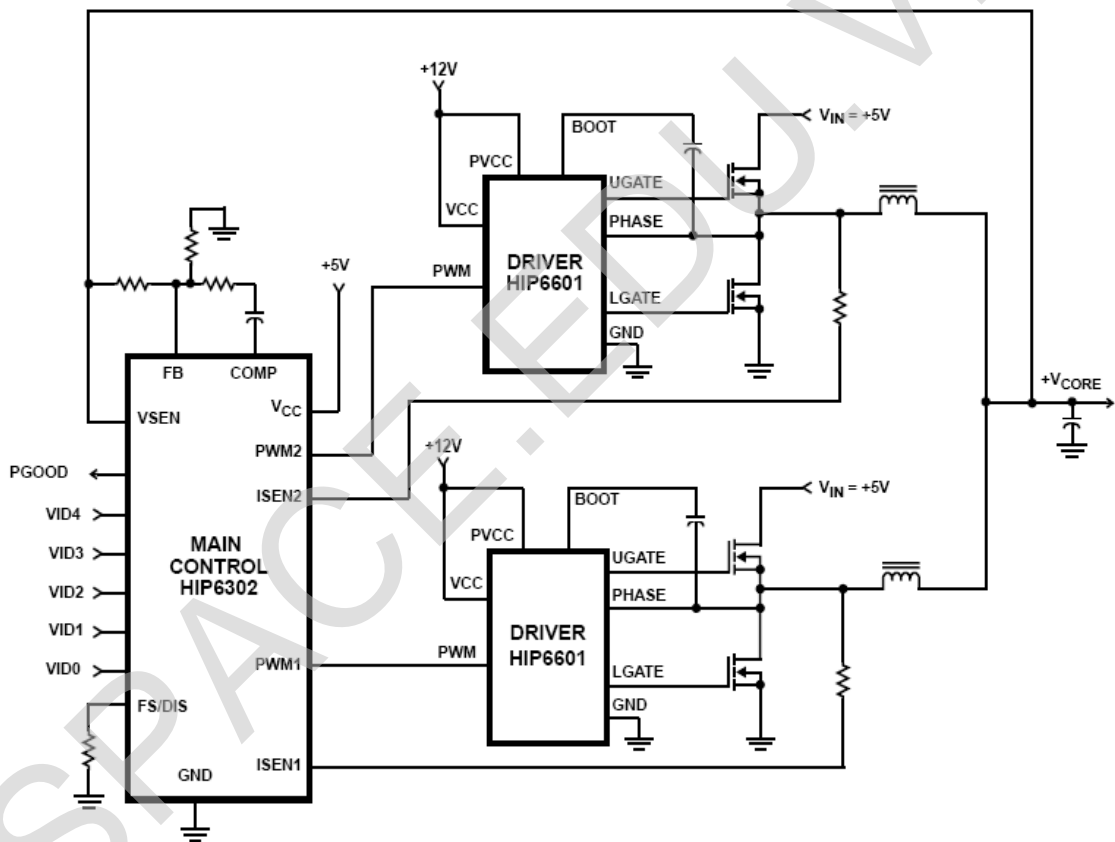 +12V
BOOT
VIN = +5V
PVCC
UGATE
VCC
PHASE
DRIVER
HIP6601
+5V
PWM
LGATE
GND
FB
COMP
VCC
+VCORE
VSEN
PWM2
+12V
PGOOD
ISEN2
BOOT
VIN = +5V
VID4
PVCC
MAIN
CONTROL
HIP6302
VID3
UGATE
VCC
VID2
PHASE
VID1
DRIVER
HIP6601
PWM1
PWM
VID0
LGATE
FS/DIS
GND
ISEN1
GND
SPACE.EDU.V